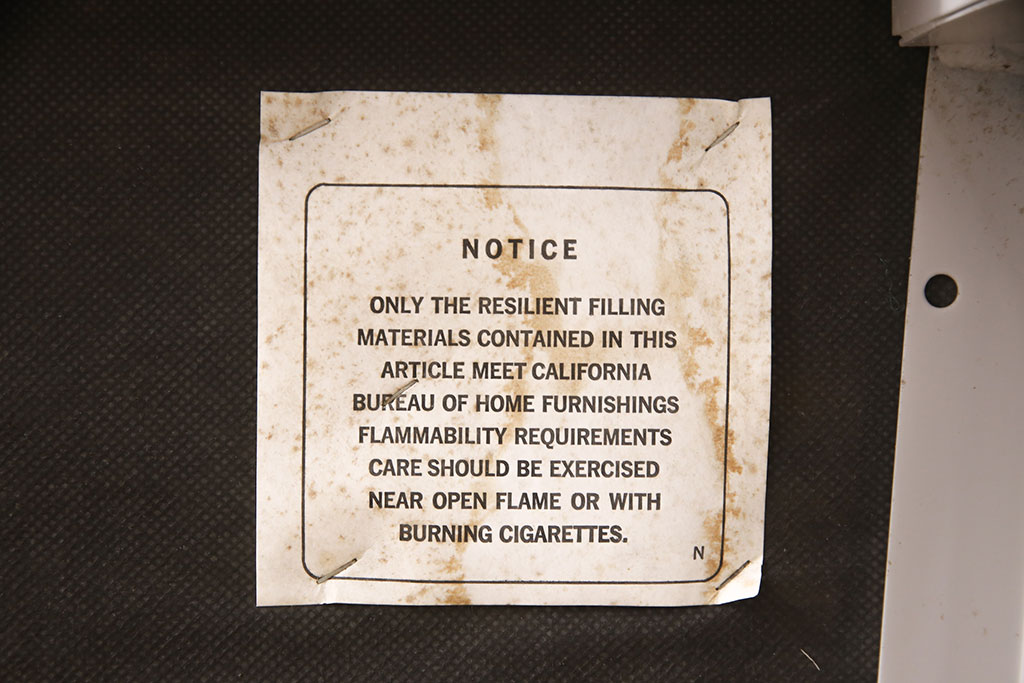 NOTICE
ONLY THE RESILIENT FILLING
MATERIALS CONTAINED IN THIS
ARTICLE MEET CALIFORNIA
BUREAU OF HOME FURNISHINGS
FLAMMABILITY REQUIREMENTS
CARE SHOULD BE EXERCISED
NEAR OPEN FLAME OR WITH
BURNING CIGARETTES.
N